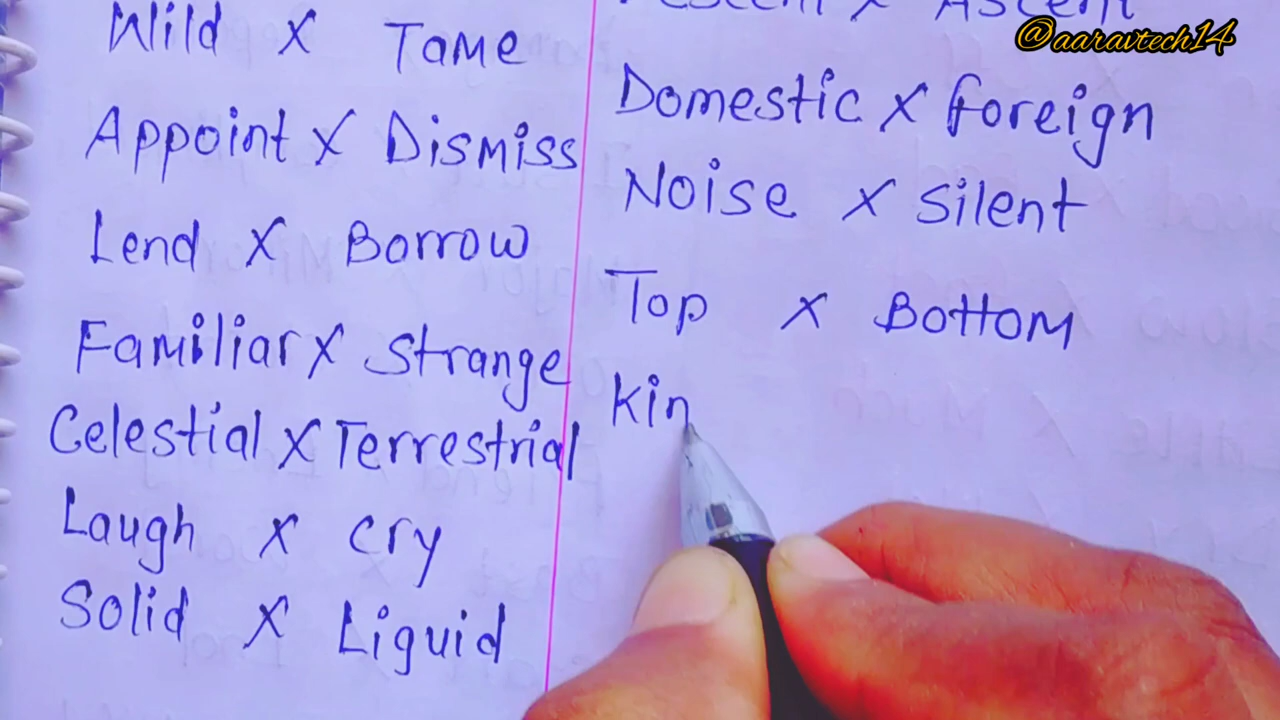 Wild X Tame
Appoint X Dismiss
Lend X Borrow
Familiar X Strange
Celestial X Terrestrial
Laugh X cry
Solid X Liquid
X Ascent
@aaravtech14
Domestic X foreign
Noise X silent
Top X Bottom
Kin